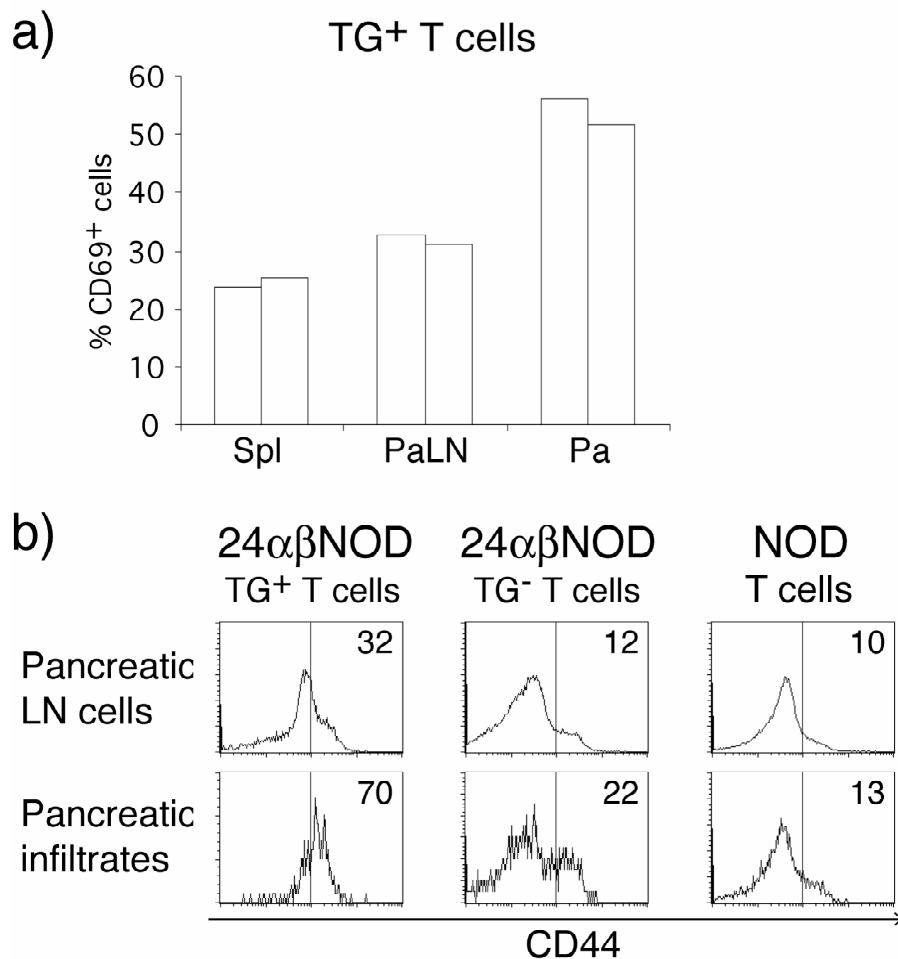 a)
TG+ T cells
60
50
40
30
20
10
0
% CD69+ cells
Spl PaLN Pa
b)
24αβNOD 24αβNOD NOD
TG+ T cells TG- T cells T cells
Pancreatic
LN cells
32 12 10
Pancreatic
infiltrates
70 22 13
CD44